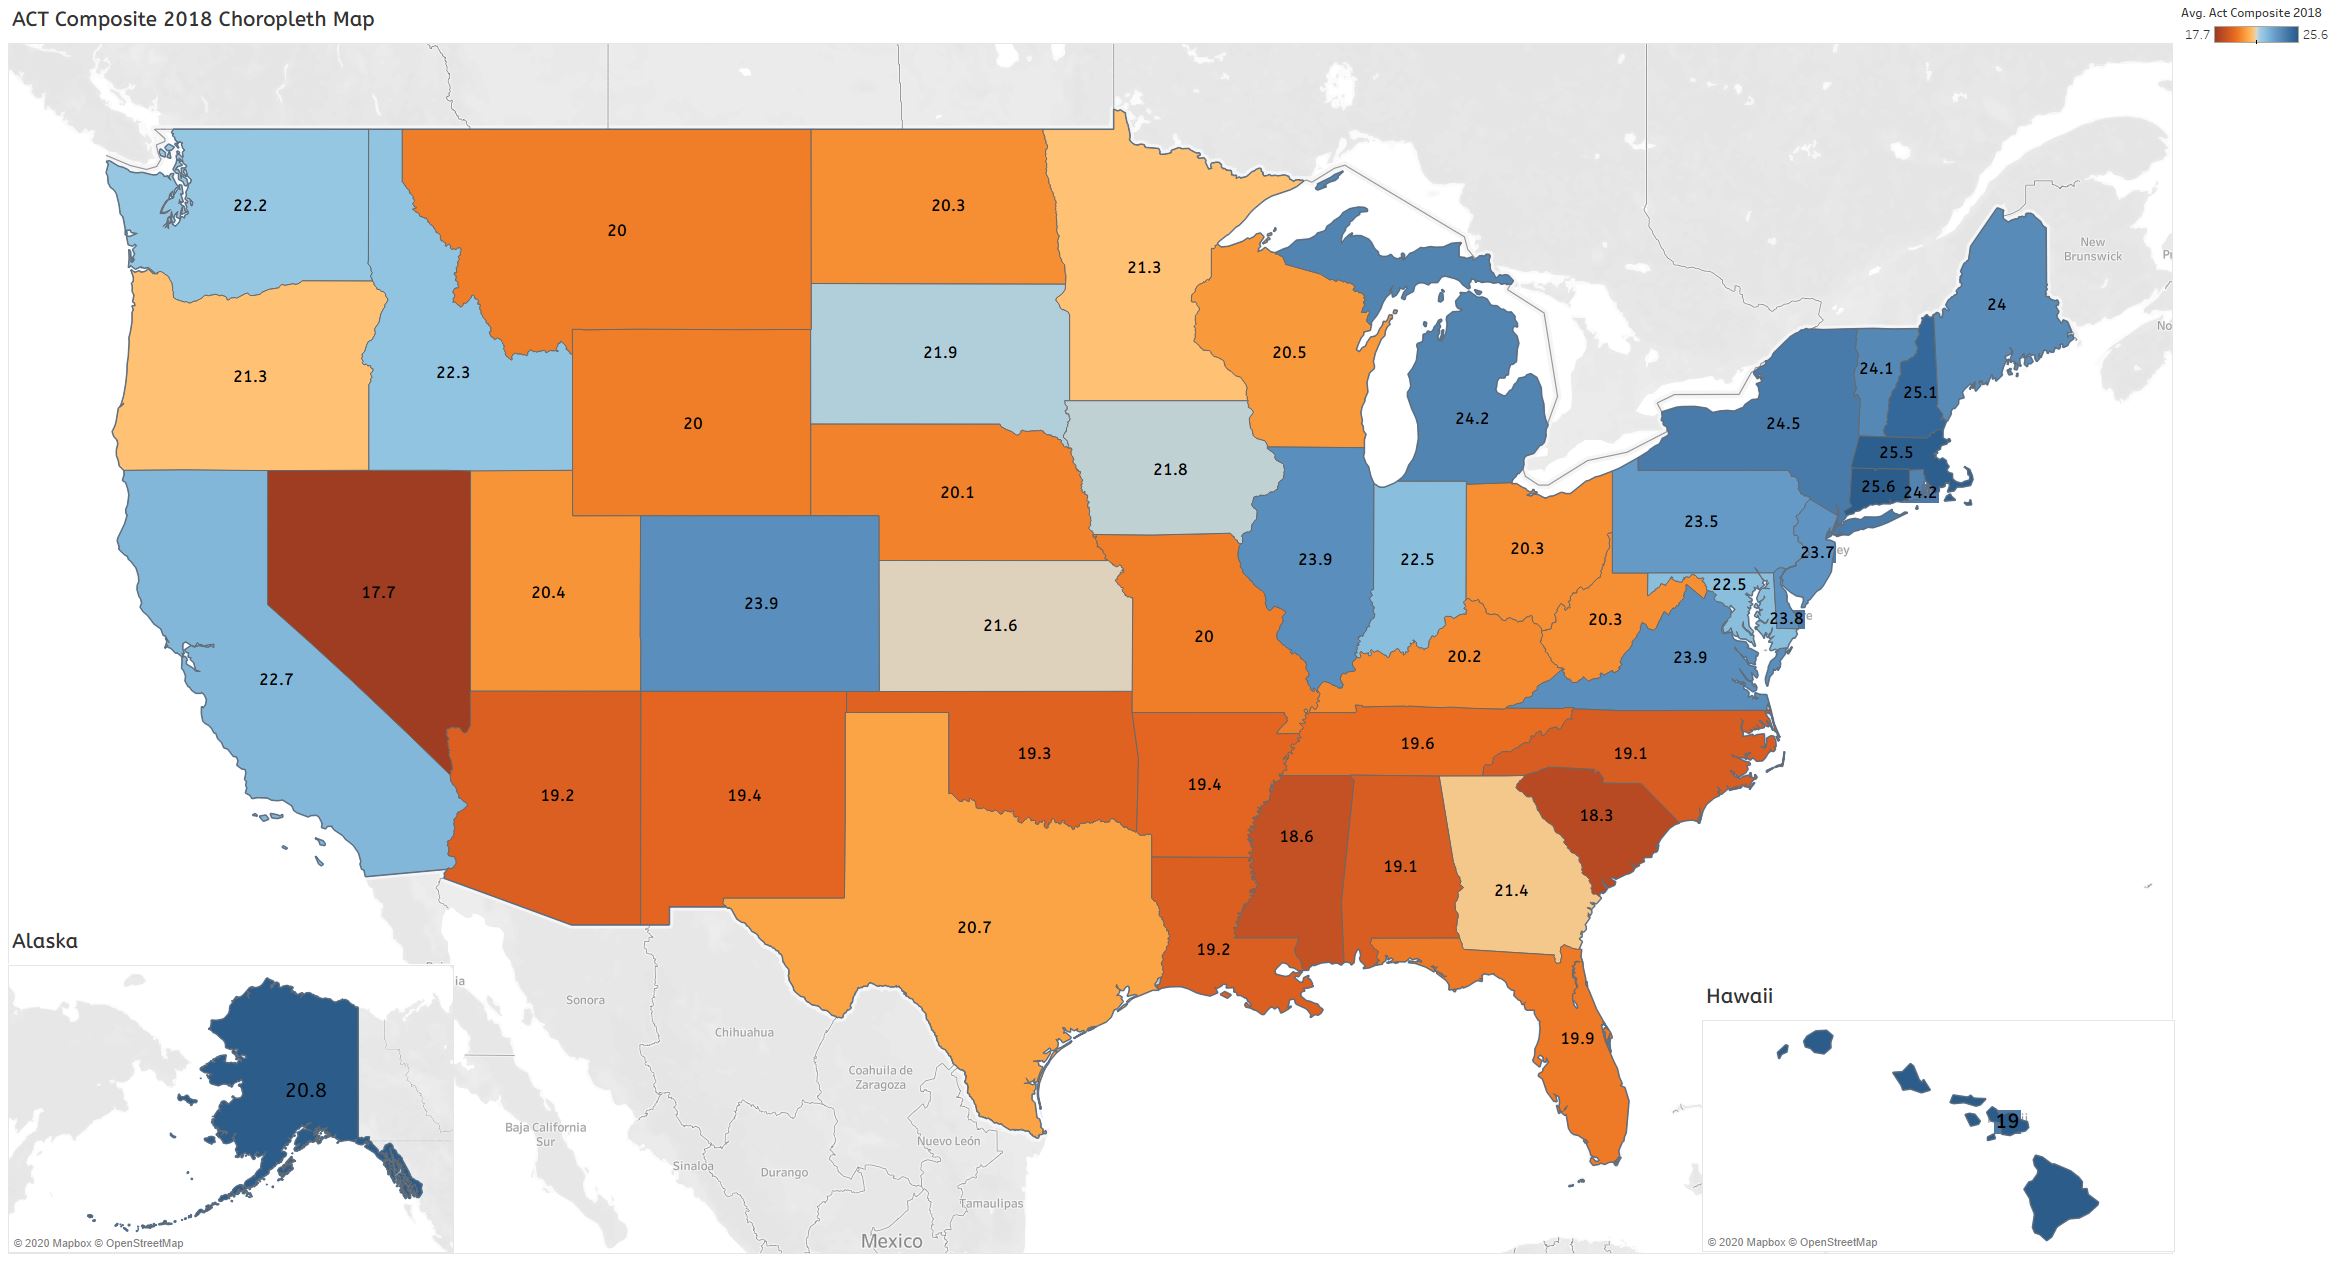 ACT Composite 2018 Choropleth Map
Avg. Act Composite 2018
17.7
25.6
22.2
20
20.3
21.3
New
Brunswick
24
21.3
22.3
21.9
20.5
24.1
25.1
24.2
24.5
20
20.1
21.8
25.5
25.6
24.2
23.5
17.7
20.4
23.9
21.6
23.9
22.5
20.3
23.7
22.5
20.3
23.8
22.7
20
20.2
23.9
19.2
19.4
19.3
19.4
19.6
19.1
18.6
18.3
20.7
19.1
21.4
19.2
19.9
Alaska
Hawaii
20.8
19
Sonora
Chihuahua
Coahuila de
Zaragoza
Baja California
Sur
Nuevo León
Sinaloa
Durango
Tamaulipas
Mexico
© 2020 Mapbox © OpenStreetMap
© 2020 Mapbox © OpenStreetMap